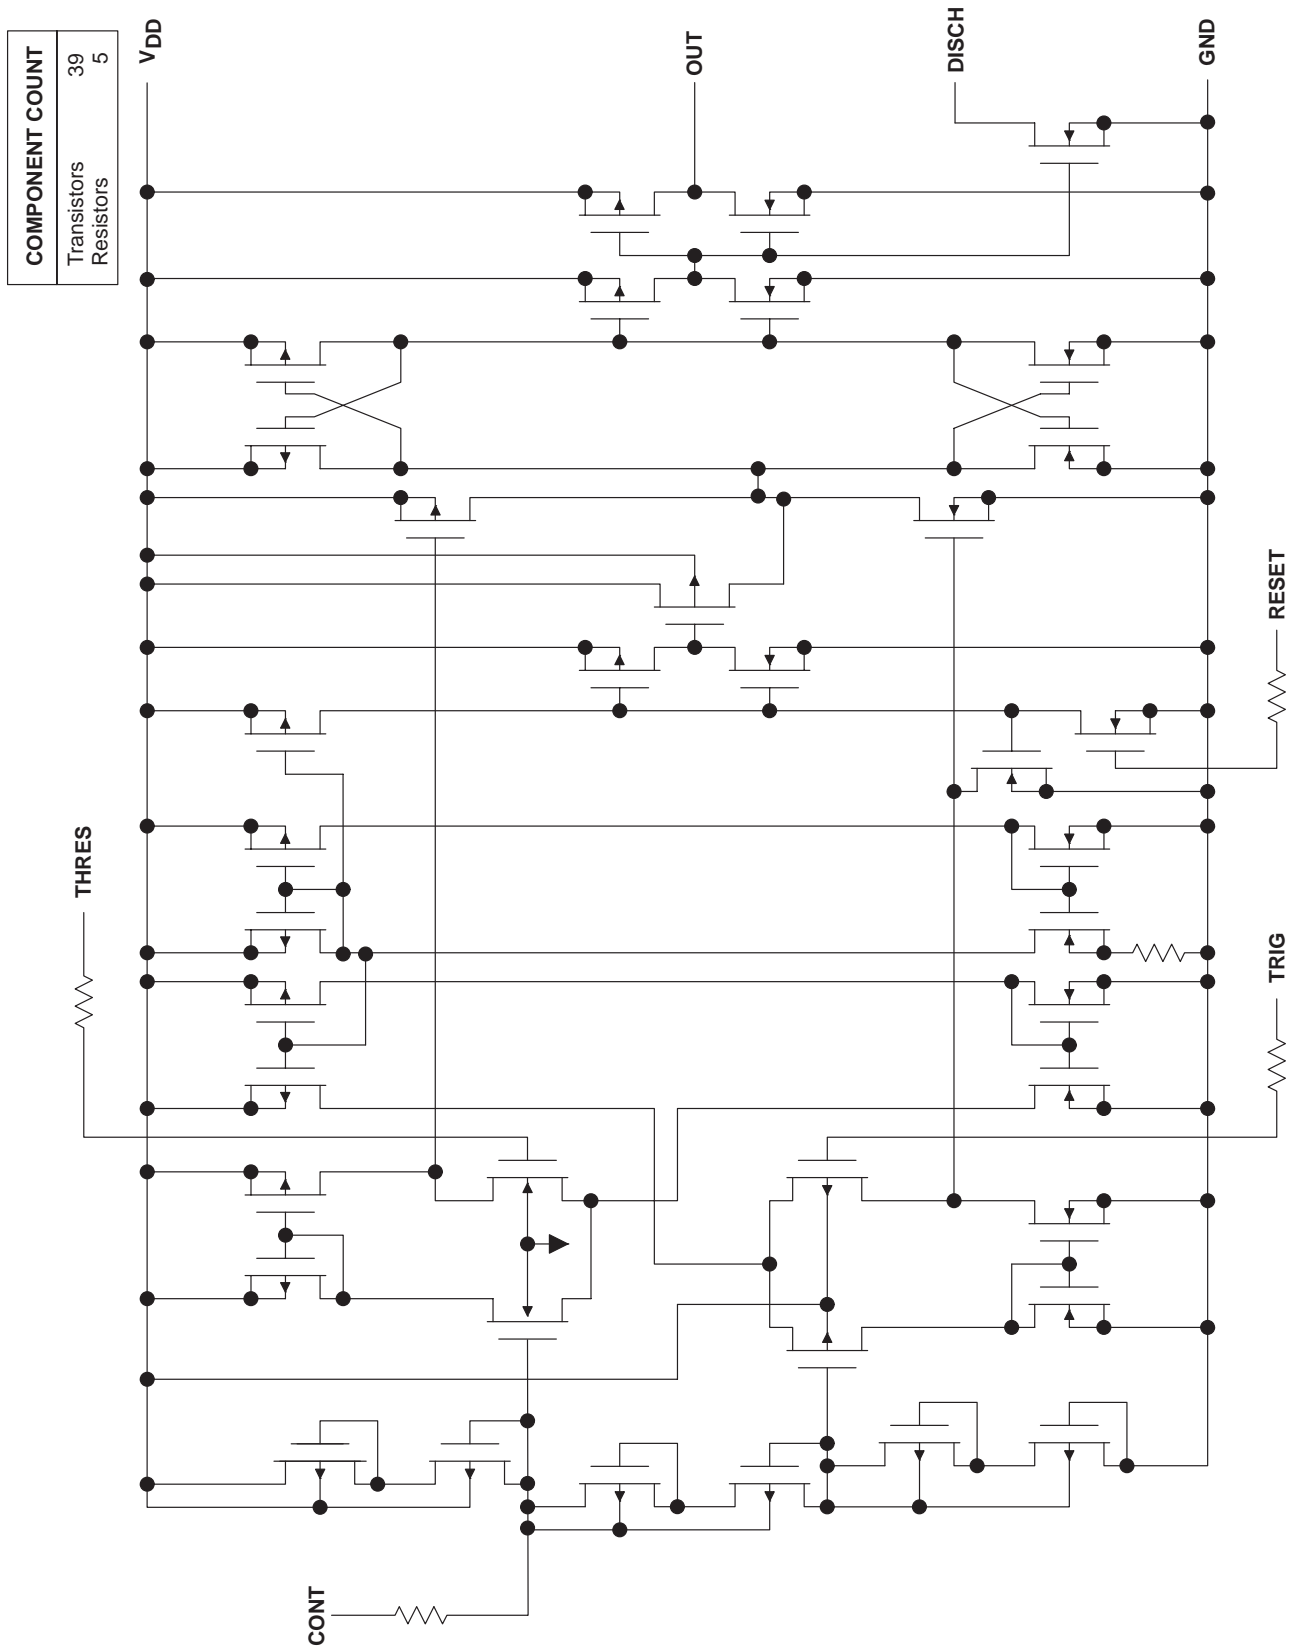 COMPONENT COUNT
Transistors 39
Resistors 5
VDD
OUT
DISCH
GND
RESET
THRES
TRIG
CONT